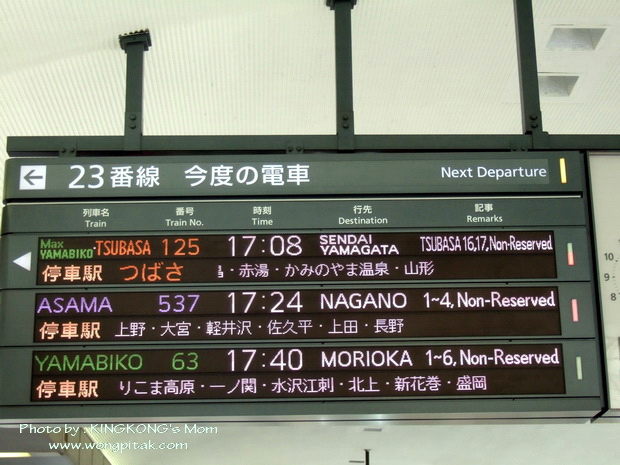 23番線 今度の電車 Next Departure
列車名 番号 時刻 行先 記事
Train Train No. Time Destination Remarks
Max YAMABIKO・TSUBASA 125 17:08 SENDAI YAMAGATA TSUBASA 16,17, Non-Reserved
停車駅 つばさ ・赤湯・かみのやま温泉・山形
ASAMA 537 17:24 NAGANO 1~4, Non-Reserved
停車駅 上野・大宮・軽井沢・佐久平・上田・長野
YAMABIKO 63 17:40 MORIOKA 1~6, Non-Reserved
停車駅 りこま高原・一ノ関・水沢江刺・北上・新花巻・盛岡
10
9
8
Photo by : KINGKONG's Mom
www.wongpitak.com